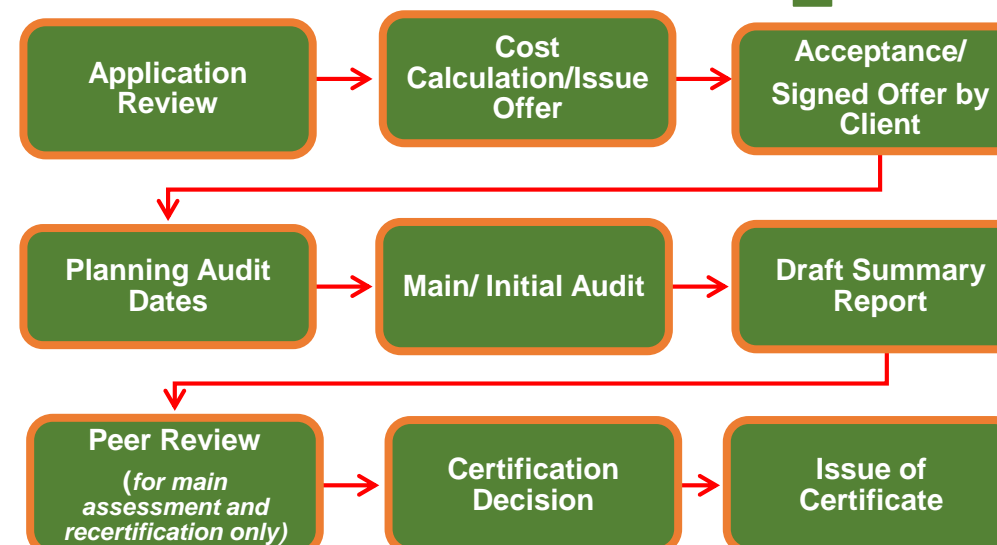 Application
Review
Cost
Calculation/Issue
Offer
Acceptance/
Signed Offer by
Client
Planning Audit
Dates
Main/ Initial Audit
Draft Summary
Report
Peer Review
(for main
assessment and
recertification only)
Certification
Decision
Issue of
Certificate